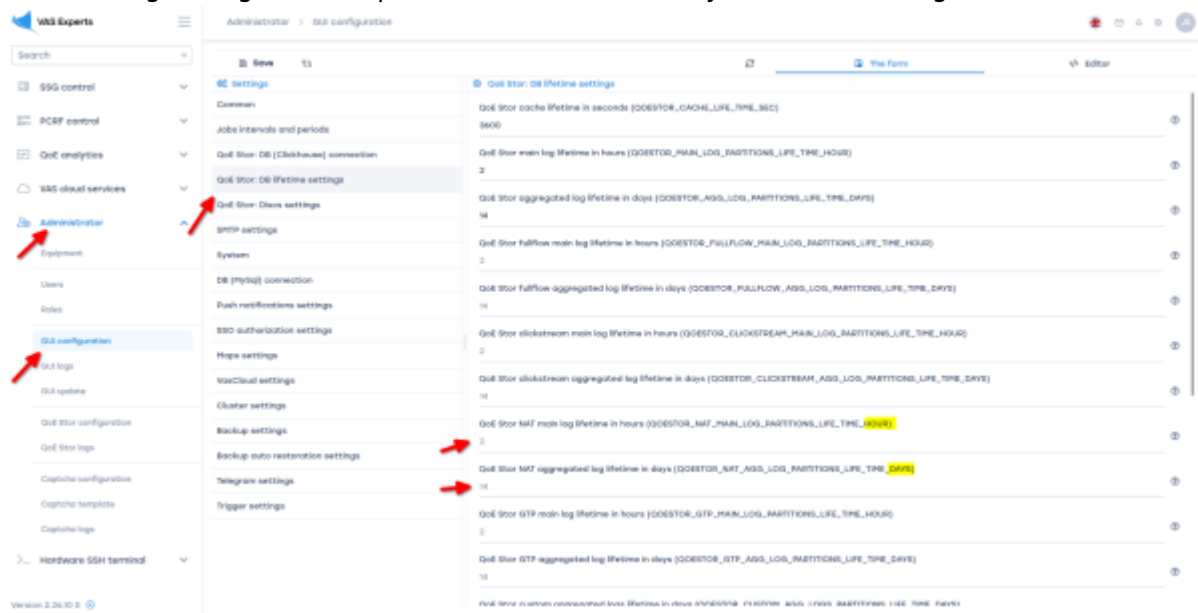 VAS Experts
Administrator > GUI configuration
Search
Save
The form
Editor
SSG control
PCRF control
QoE analytics
VAS cloud services
Administrator
Equipment
Users
Roles
GUI configuration
GUI logs
GUI update
QoE Stor configuration
QoE Stor logs
Captcha configuration
Captcha template
Captcha logs
Hardware SSH terminal
Settings
Common
Jobs intervals and periods
QoE Stor: DB (Clickhouse) connection
QoE Stor: DB lifetime settings
QoE Stor: Discs settings
SMTP settings
System
DB (MySql) connection
Push notifications settings
SSO authorization settings
Maps settings
VasCloud settings
Cluster settings
Backup settings
Backup auto restoration settings
Telegram settings
Trigger settings
QoE Stor: DB lifetime settings
QoE Stor cache lifetime in seconds (QOESTOR_CACHE_LIFE_TIME_SEC)
3600
QoE Stor main log lifetime in hours (QOESTOR_MAIN_LOG_PARTITIONS_LIFE_TIME_HOUR)
2
QoE Stor aggregated log lifetime in days (QOESTOR_AGG_LOG_PARTITIONS_LIFE_TIME_DAYS)
14
QoE Stor fullflow main log lifetime in hours (QOESTOR_FULLFLOW_MAIN_LOG_PARTITIONS_LIFE_TIME_HOUR)
2
QoE Stor fullflow aggregated log lifetime in days (QOESTOR_FULLFLOW_AGG_LOG_PARTITIONS_LIFE_TIME_DAYS)
14
QoE Stor clickstream main log lifetime in hours (QOESTOR_CLICKSTREAM_MAIN_LOG_PARTITIONS_LIFE_TIME_HOUR)
2
QoE Stor clickstream aggregated log lifetime in days (QOESTOR_CLICKSTREAM_AGG_LOG_PARTITIONS_LIFE_TIME_DAYS)
14
QoE Stor NAT main log lifetime in hours (QOESTOR_NAT_MAIN_LOG_PARTITIONS_LIFE_TIME_HOUR)
2
QoE Stor NAT aggregated log lifetime in days (QOESTOR_NAT_AGG_LOG_PARTITIONS_LIFE_TIME_DAYS)
14
QoE Stor GTP main log lifetime in hours (QOESTOR_GTP_MAIN_LOG_PARTITIONS_LIFE_TIME_HOUR)
2
QoE Stor GTP aggregated log lifetime in days (QOESTOR_GTP_AGG_LOG_PARTITIONS_LIFE_TIME_DAYS)
14
QoE Stor custom aggregated logs lifetime in days (QOESTOR_CUSTOM_AGG_LOGS_PARTITIONS_LIFE_TIME_DAYS)